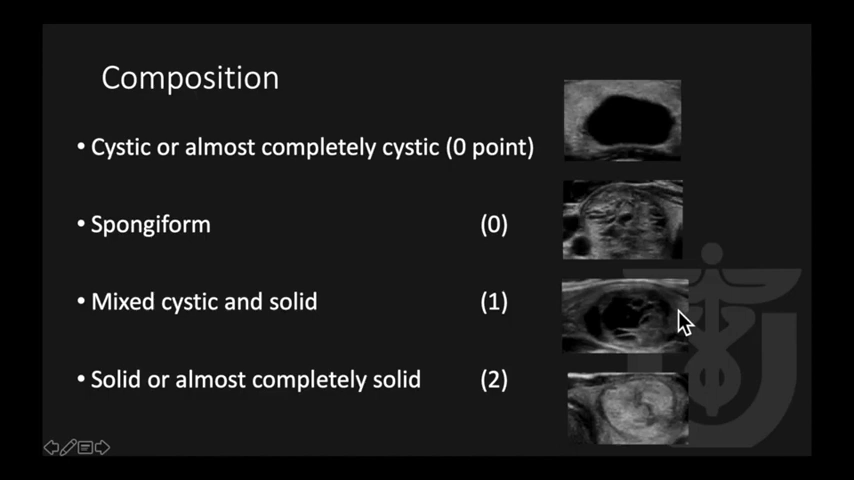 Composition
• Cystic or almost completely cystic (0 point)
• Spongiform (0)
• Mixed cystic and solid (1)
• Solid or almost completely solid (2)